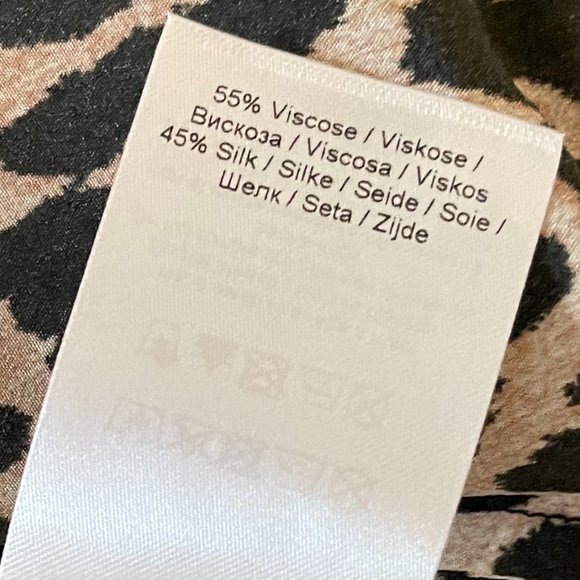 55% Viscose / Viskose /
Вискоза / Viscosa / Viskos
45% Silk / Silke / Seide / Soie /
Шелк / Seta / Zijde